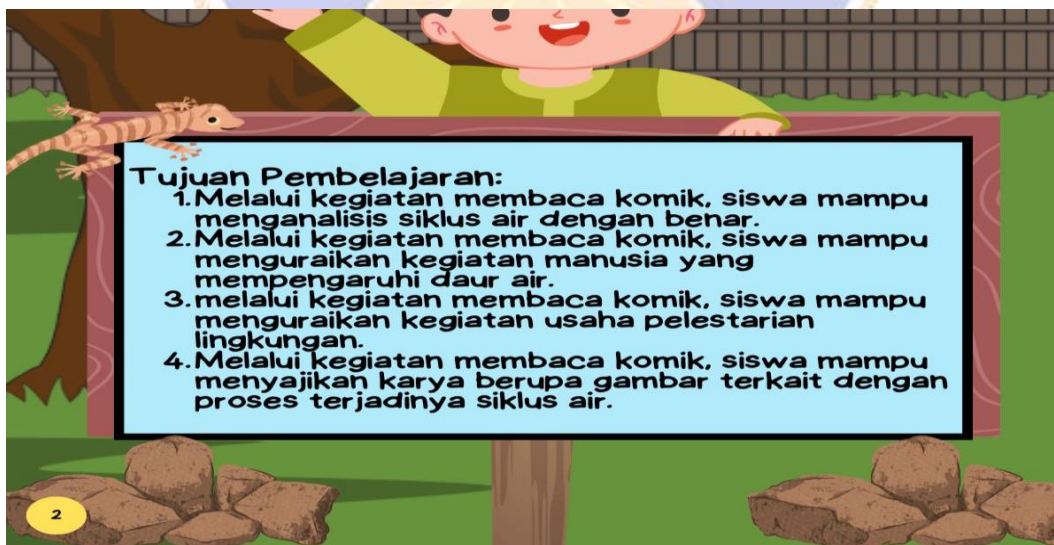 Tujuan Pembelajaran:
1.Melalui kegiatan membaca komik, siswa mampu
menganalisis siklus air dengan benar.
2.Melalui kegiatan membaca komik, siswa mampu
menguraikan kegiatan manusia yang
mempengaruhi daur air.
3.melalui kegiatan membaca komik, siswa mampu
menguraikan kegiatan usaha pelestarian
lingkungan.
4.Melalui kegiatan membaca komik, siswa mampu
menyajikan karya berupa gambar terkait dengan
proses terjadinya siklus air.
2